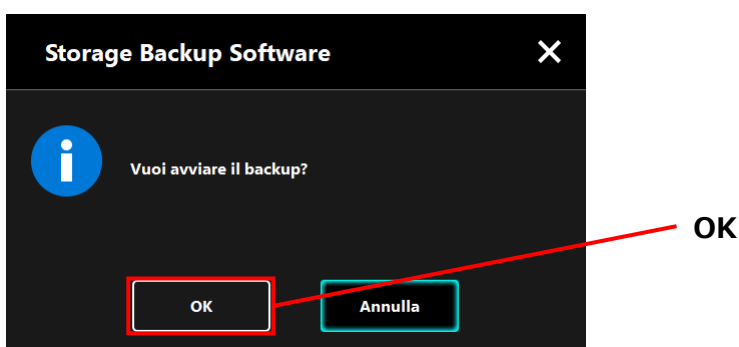 Storage Backup Software
Vuoi avviare il backup?
OK
OK
Annulla